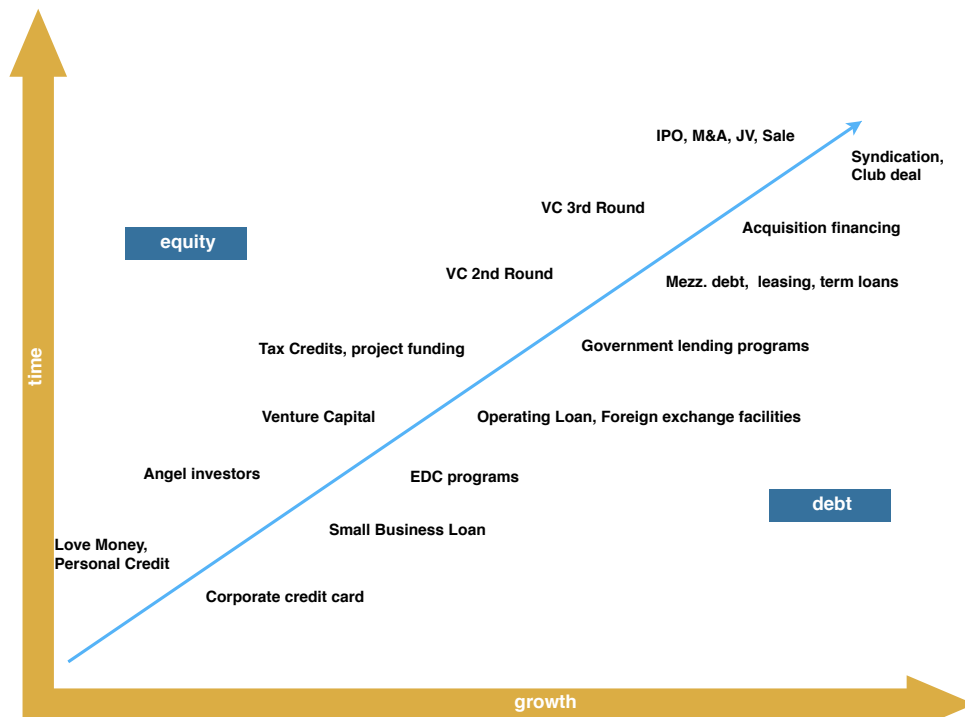 IPO, M&A, JV, Sale
Syndication,
Club deal
VC 3rd Round
Acquisition financing
equity
VC 2nd Round
Mezz. debt,  leasing, term loans
Tax Credits, project funding
Government lending programs
time
Venture Capital
Operating Loan, Foreign exchange facilities
Angel investors
EDC programs
debt
Small Business Loan
Love Money,
Personal Credit
Corporate credit card
growth